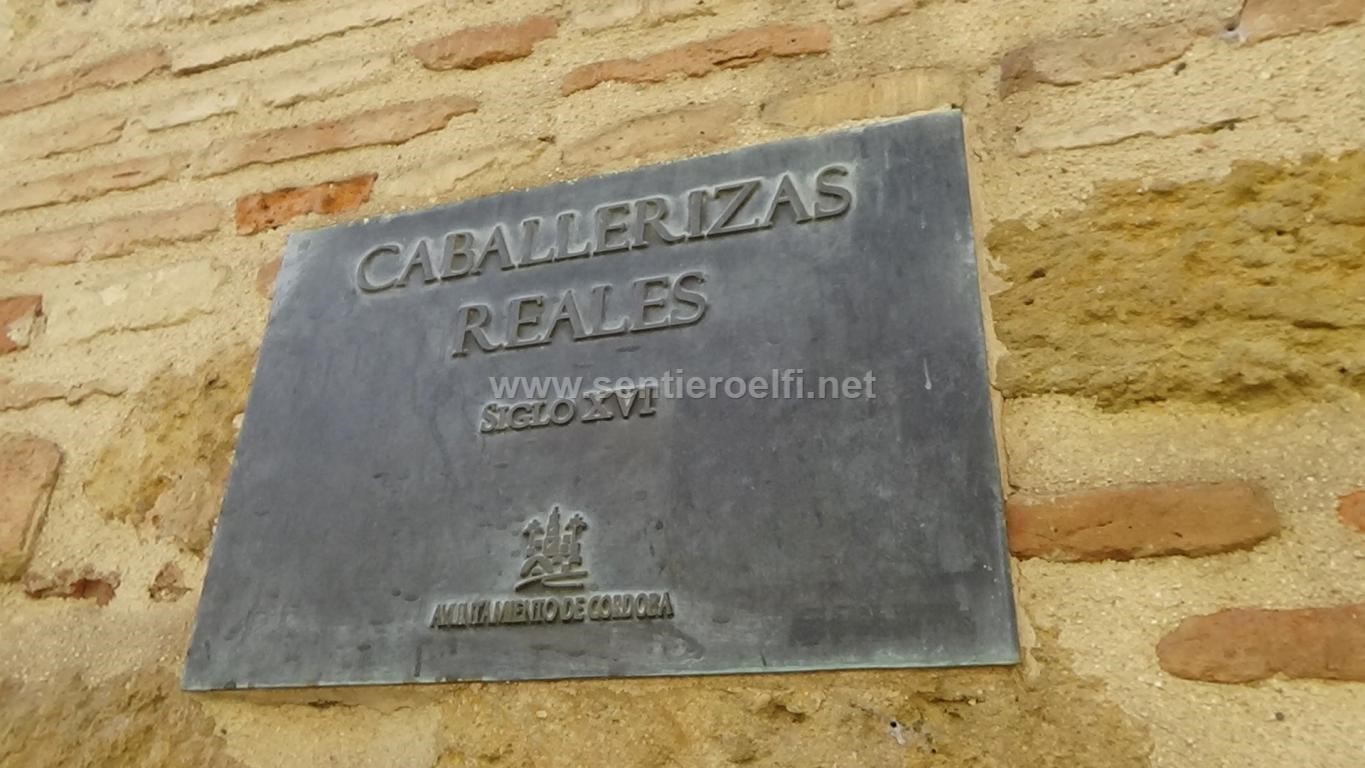 CABALLERIZAS
REALES
www.sentieroelfi.net
SIGLO XVI
AYUNTAMIENTO DE CORDOBA